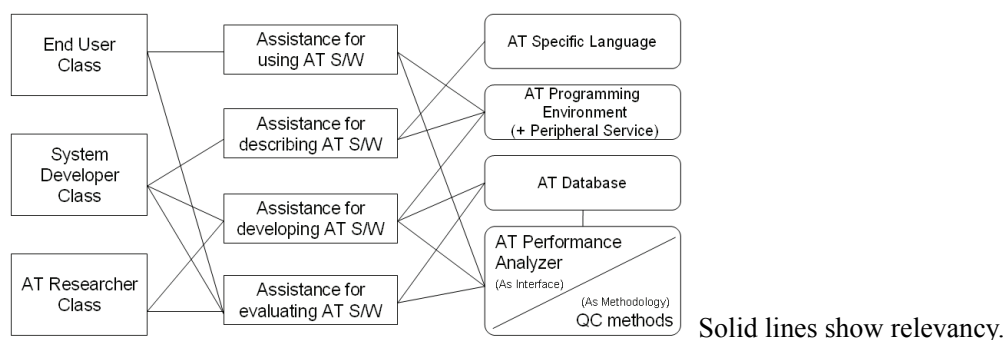 End User
Class
System
Developer
Class
AT Researcher
Class
Assistance for
using AT S/W
Assistance for
describing AT S/W
Assistance for
developing AT S/W
Assistance for
evaluating AT S/W
AT Specific Language
AT Programming
Environment
(+ Peripheral Service)
AT Database
AT Performance
Analyzer
(As Interface)
(As Methodology)
QC methods
Solid lines show relevancy.